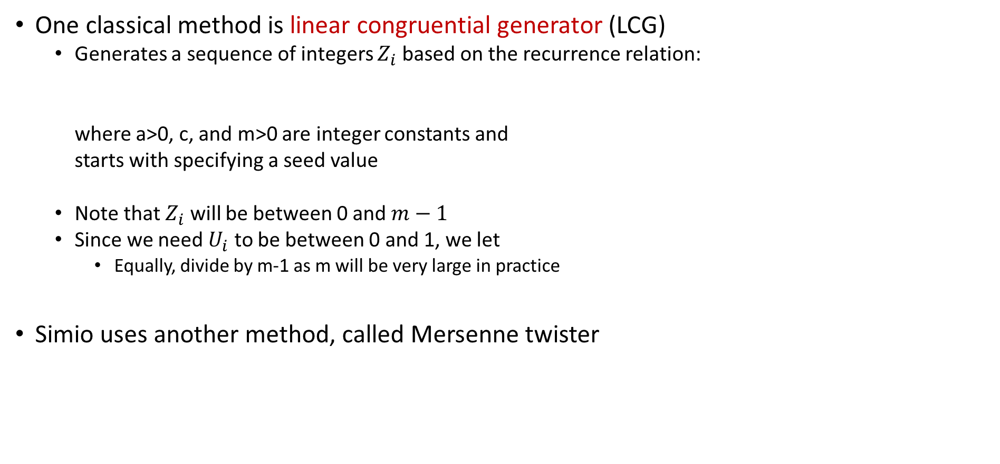 • One classical method is linear congruential generator (LCG)
• Generates a sequence of integers Z_i based on the recurrence relation:
where a>0, c, and m>0 are integer constants and
starts with specifying a seed value
• Note that Z_i will be between 0 and m − 1
• Since we need U_i to be between 0 and 1, we let
• Equally, divide by m-1 as m will be very large in practice
• Simio uses another method, called Mersenne twister